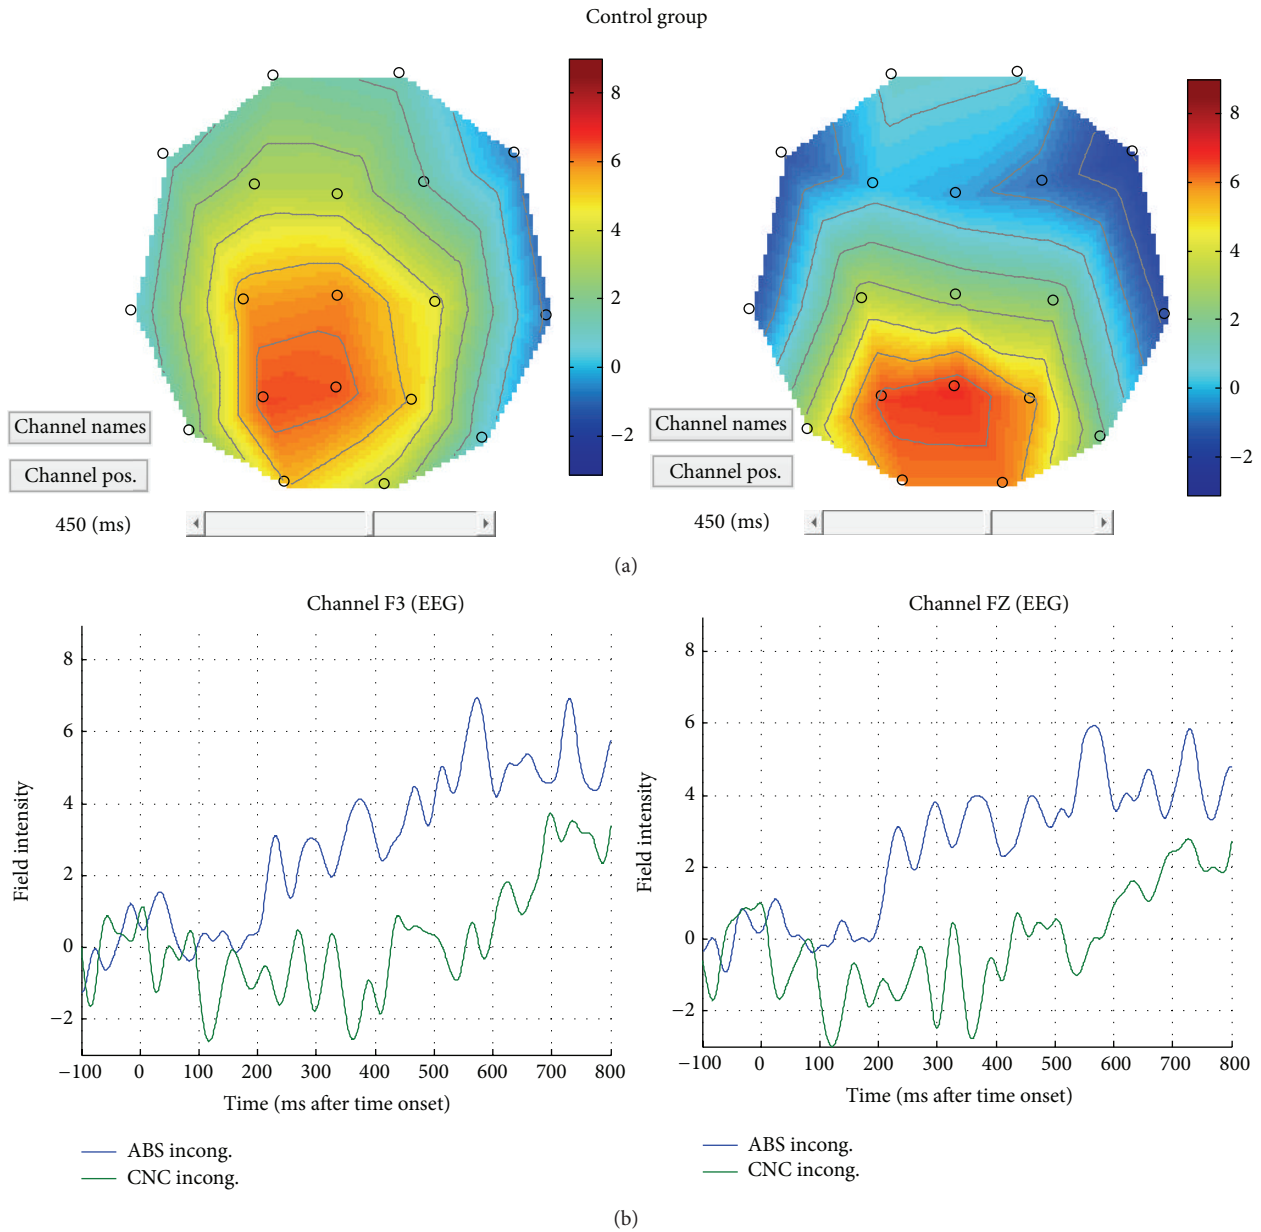 Control group
8
6
4
2
0
−2
Channel names
Channel pos.
450 (ms)
8
6
4
2
0
−2
Channel names
Channel pos.
450 (ms)
(a)
Channel F3 (EEG)
Field intensity
8
6
4
2
0
−2
−100 0 100 200 300 400 500 600 700 800
Time (ms after time onset)
ABS incong.
CNC incong.
Channel FZ (EEG)
Field intensity
8
6
4
2
0
−2
−100 0 100 200 300 400 500 600 700 800
Time (ms after time onset)
ABS incong.
CNC incong.
(b)